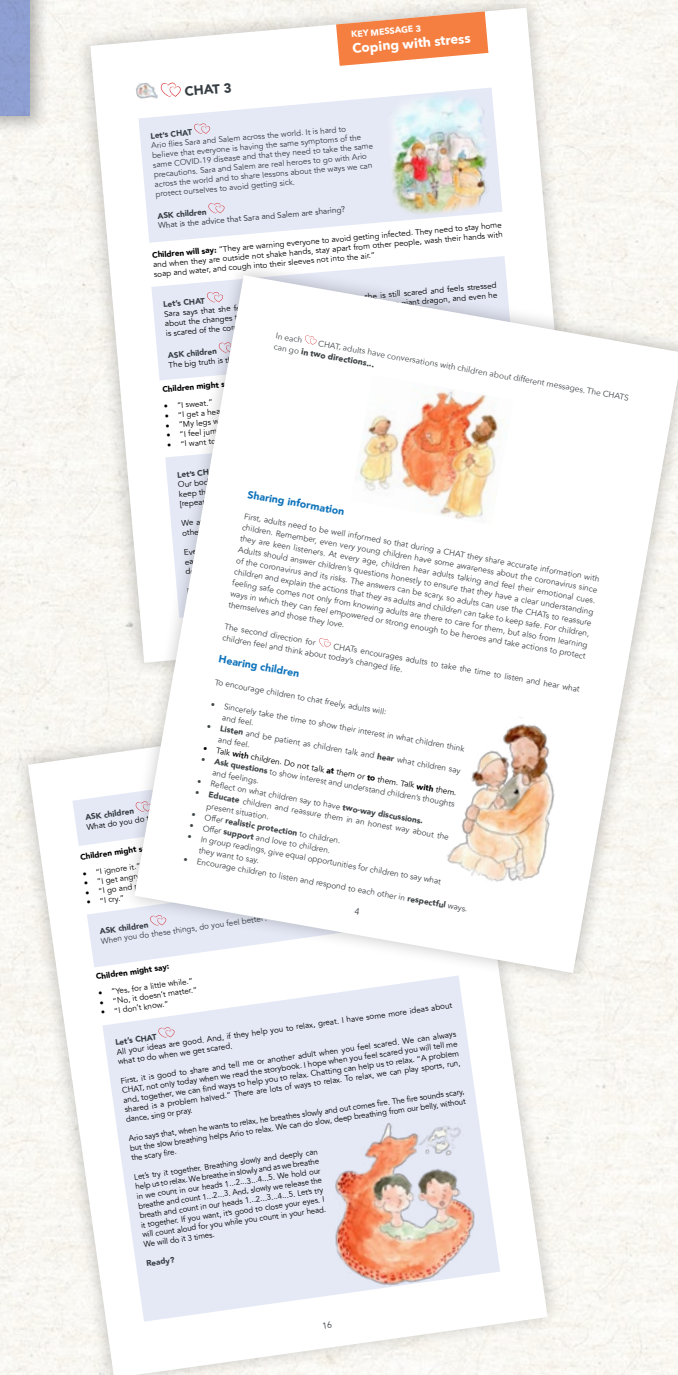 KEY MESSAGE 3
Coping with stress
CHAT 3
Let's CHAT
Ario flies Sara and Salem across the world. It is hard to
believe that everyone is having the same symptoms of the
same COVID-19 disease and that they need to take the same
precautions. Sara and Salem are real heroes to go with Ario
across the world and to share lessons about the ways we can
protect ourselves to avoid getting sick.
ASK children
What is the advice that Sara and Salem are sharing?
Children will say: "They are warning everyone to avoid getting infected. They need to stay home
and when they are outside not shake hands, stay apart from other people, wash their hands with
soap and water, and cough into their sleeves not into the air."
Let's CHAT
Sara says that she is still scared and feels stressed
about the changes giant dragon, and even he
is scared of the
ASK children
The big truth is
Children might
• "I sweat."
• "I get a
• "My legs
• "I feel
• "I want to
Let's
Our
keep
We
In each CHAT, adults have conversations with children about different messages. The CHATS
can go in two directions...
Sharing information
First, adults need to be well informed so that during a CHAT they share accurate information with
children. Remember, even very young children have some awareness about the coronavirus since
they are keen listeners. At every age, children hear adults talking and feel their emotional cues.
Adults should answer children's questions honestly to ensure that they have a clear understanding
of the coronavirus and its risks. The answers can be scary, so adults can use the CHATs to reassure
children and explain the actions that they as adults and children can take to keep safe. For children,
feeling safe comes not only from knowing adults are there to care for them, but also from learning
ways in which they can feel empowered or strong enough to be heroes and take actions to protect
themselves and those they love.
The second direction for CHATs encourages adults to take the time to listen and hear what
children feel and think about today's changed life.
Hearing children
To encourage children to chat freely, adults will:
• Sincerely take the time to show their interest in what children think
and feel.
• Listen and be patient as children talk and hear what children say
and feel.
• Talk with children. Do not talk at them or to them. Talk with them.
• Ask questions to show interest and understand children's thoughts
and feelings.
• Reflect on what children say to have two-way discussions.
• Educate children and reassure them in an honest way about the
present situation.
• Offer realistic protection to children.
• Offer support and love to children.
• In group readings, give equal opportunities for children to say what
they want to say.
• Encourage children to listen and respond to each other in respectful ways.
4
ASK children
What do you do
Children might
• "I ignore it."
• "I get
• "I go and
• "I cry."
ASK children
When you do these things, do you feel better
Children might say:
• "Yes, for a little while."
• "No, it doesn't matter."
• "I don't know."
Let's CHAT
All your ideas are good. And, if they help you to relax, great. I have some more ideas about
what to do when we get scared.
First, it is good to share and tell me or another adult when you feel scared. We can always
CHAT, not only today when we read the storybook. I hope when you feel scared you will tell me
and, together, we can find ways to help you to relax. Chatting can help us to relax. "A problem
shared is a problem halved." There are lots of ways to relax. To relax, we can play sports, run,
dance, sing or pray.
Ario says that, when he wants to relax, he breathes slowly and out comes fire. The fire sounds scary,
but the slow breathing helps Ario to relax. We can do slow, deep breathing from our belly, without
the scary fire.
Let's try it together. Breathing slowly and deeply can
help us to relax. We breathe in slowly and as we breathe
in we count in our heads 1...2...3...4...5. We hold our
breathe and count 1...2...3. And, slowly we release the
breath and count in our heads 1...2...3...4...5. Let's try
it together. If you want, it's good to close your eyes. I
will count aloud for you while you count in your head.
We will do it 3 times.
Ready?
16